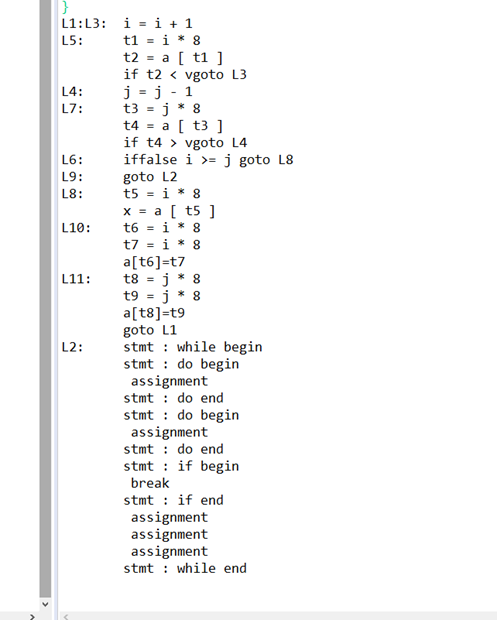 }
L1:L3: i = i + 1
L5: t1 = i * 8
t2 = a [ t1 ]
if t2 < vgoto L3
L4: j = j - 1
L7: t3 = j * 8
t4 = a [ t3 ]
if t4 > vgoto L4
L6: iffalse i >= j goto L8
L9: goto L2
L8: t5 = i * 8
x = a [ t5 ]
L10: t6 = i * 8
t7 = i * 8
a[t6]=t7
L11: t8 = j * 8
t9 = j * 8
a[t8]=t9
goto L1
L2: stmt : while begin
stmt : do begin
assignment
stmt : do end
stmt : do begin
assignment
stmt : do end
stmt : if begin
break
stmt : if end
assignment
assignment
assignment
stmt : while end